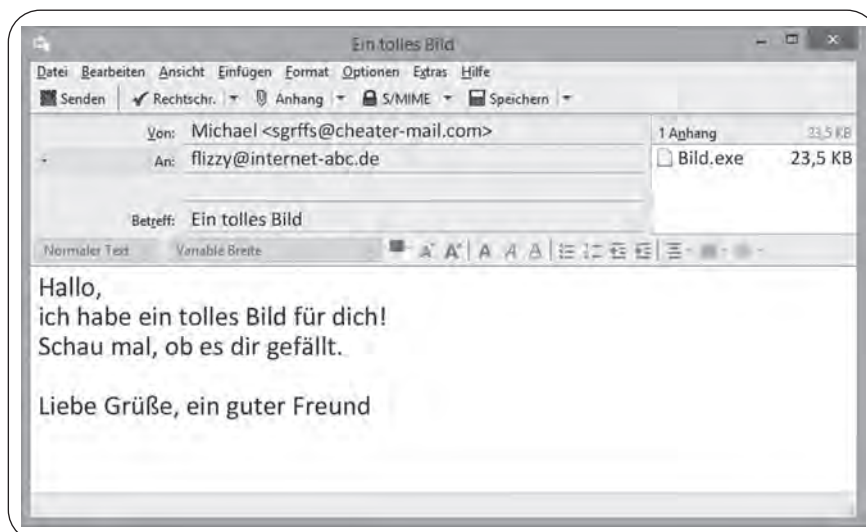 Ein tolles Bild
Datei Bearbeiten Ansicht Einfügen Format Optionen Extras Hilfe
Senden Rechtschr. Anhang S/MIME Speichern
Von: Michael <sgrffs@cheater-mail.com>
1 Anhang 23,5 KB
An: flizzy@internet-abc.de
Bild.exe 23,5 KB
Betreff: Ein tolles Bild
Normaler Text Variable Breite
Hallo,
ich habe ein tolles Bild für dich!
Schau mal, ob es dir gefällt.
Liebe Grüße, ein guter Freund